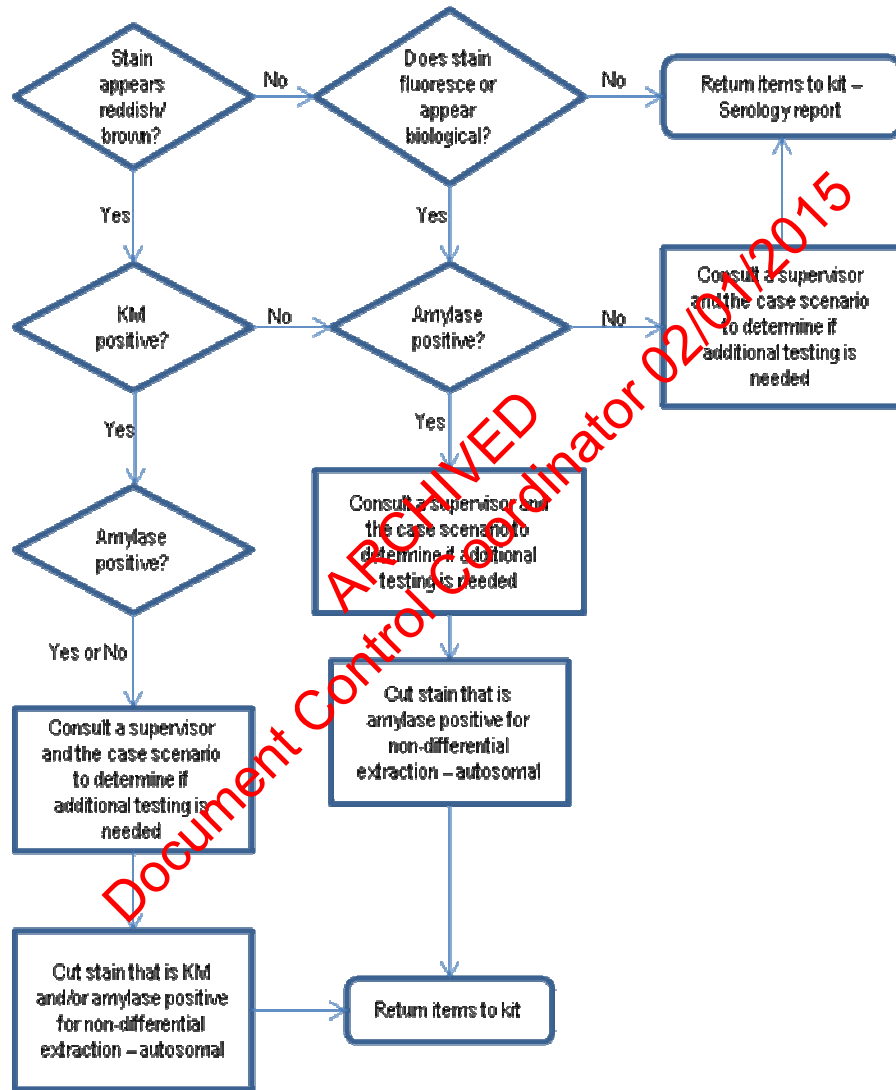 Stain
appears
reddish/
brown?
No
Does stain
fluoresce or
appear
biological?
No
Return items to kit –
Serology report
Yes
Yes
KM
positive?
No
Amylase
positive?
No
Consult a supervisor
and the case scenario
to determine if
additional testing is
needed
Yes
Yes
Amylase
positive?
Consult a supervisor and
the case scenario to
determine if additional
testing is needed
Yes or No
Consult a supervisor
and the case scenario
to determine if
additional testing is
needed
Cut stain that is
amylase positive for
non-differential
extraction – autosomal
Cut stain that is KM
and/or amylase positive
for non-differential
extraction – autosomal
Return items to kit
ARCHIVED
Document Control Coordinator 02/01/2015